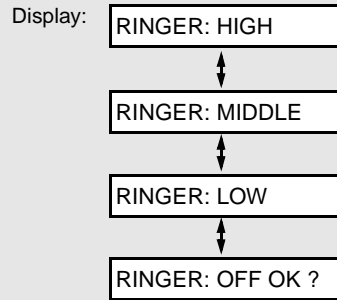 Display:
RINGER: HIGH
RINGER: MIDDLE
RINGER: LOW
RINGER: OFF OK ?